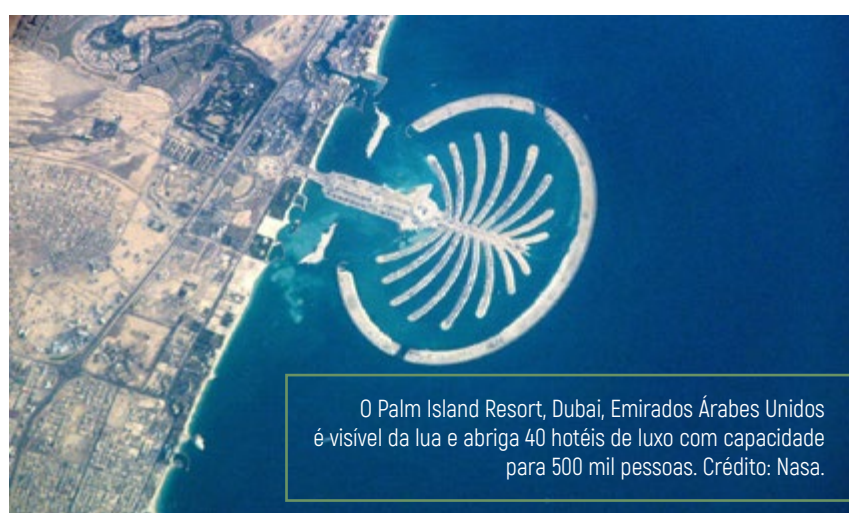 O Palm Island Resort, Dubai, Emirados Árabes Unidos
é visível da lua e abriga 40 hotéis de luxo com capacidade
para 500 mil pessoas. Crédito: Nasa.